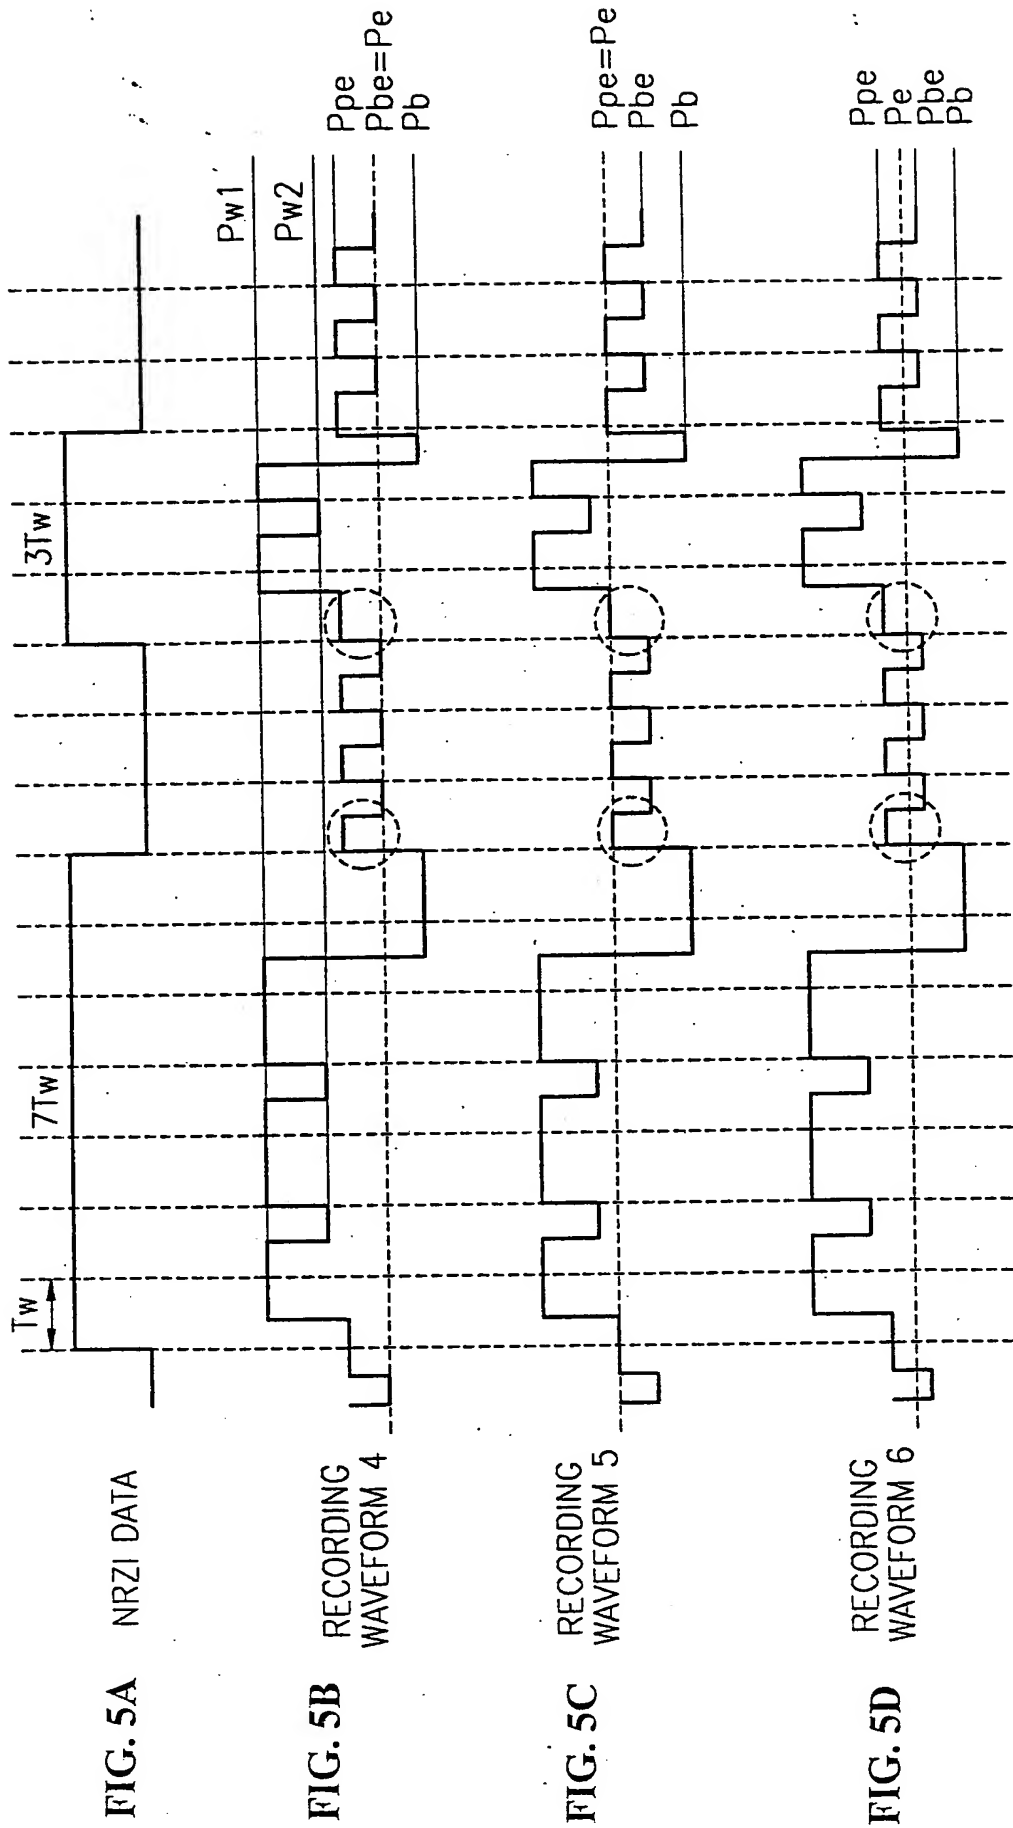 FIG. 5A
NRZI DATA
Tw
7Tw
3Tw
FIG. 5B
RECORDING
WAVEFORM 4
Pw1
Pw2
Ppe
Pbe=Pe
Pb
FIG. 5C
RECORDING
WAVEFORM 5
Ppe=Pe
Pbe
Pb
FIG. 5D
RECORDING
WAVEFORM 6
Ppe
Pe
Pbe
Pb